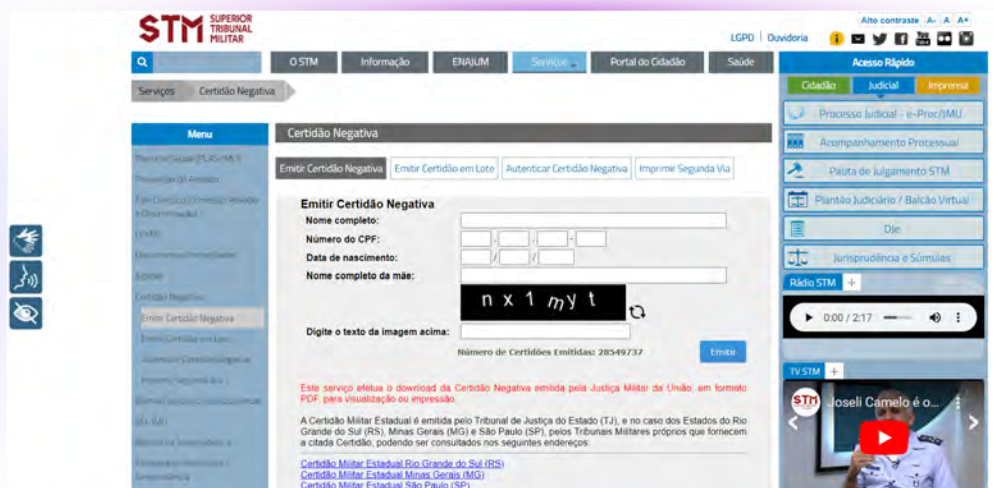 STM SUPERIOR
TRIBUNAL
MILITAR
Alto contraste A- A A+
LGPD | Ouvidoria
O STM
Informação
ENAJUM
Serviços
Portal do Cidadão
Saúde
Acesso Rápido
Cidadão
Judicial
Imprensa
Serviços
Certidão Negativa
Menu
Emitir Certidão Negativa
Certidão Negativa
Emitir Certidão Negativa
Emitir Certidão em Lote
Autenticar Certidão Negativa
Imprimir Segunda Via
Emitir Certidão Negativa
Nome completo:
Número do CPF:
. . -
Data de nascimento:
/ /
Nome completo da mãe:
n x 1 m y t
Digite o texto da imagem acima:
Número de Certidões Emitidas: 28549737
Emitir
Este serviço efetua o download da Certidão Negativa emitida pela Justiça Militar da União, em formato
PDF, para visualização ou impressão.
A Certidão Militar Estadual é emitida pelo Tribunal de Justiça do Estado (TJ), e no caso dos Estados do Rio
Grande do Sul (RS), Minas Gerais (MG) e São Paulo (SP), pelos Tribunais Militares próprios que fornecem
a citada Certidão, podendo ser consultados nos seguintes endereços:
Certidão Militar Estadual Rio Grande do Sul (RS)
Certidão Militar Estadual Minas Gerais (MG)
Certidão Militar Estadual São Paulo (SP)
Processo Judicial - e-Proc/JMU
Acompanhamento Processual
Pauta de Julgamento STM
Plantão Judiciário / Balcão Virtual
DJe
Jurisprudência e Súmulas
Rádio STM +
0:00 / 2:17
TV STM +
STM
Joseli Camelo é o...